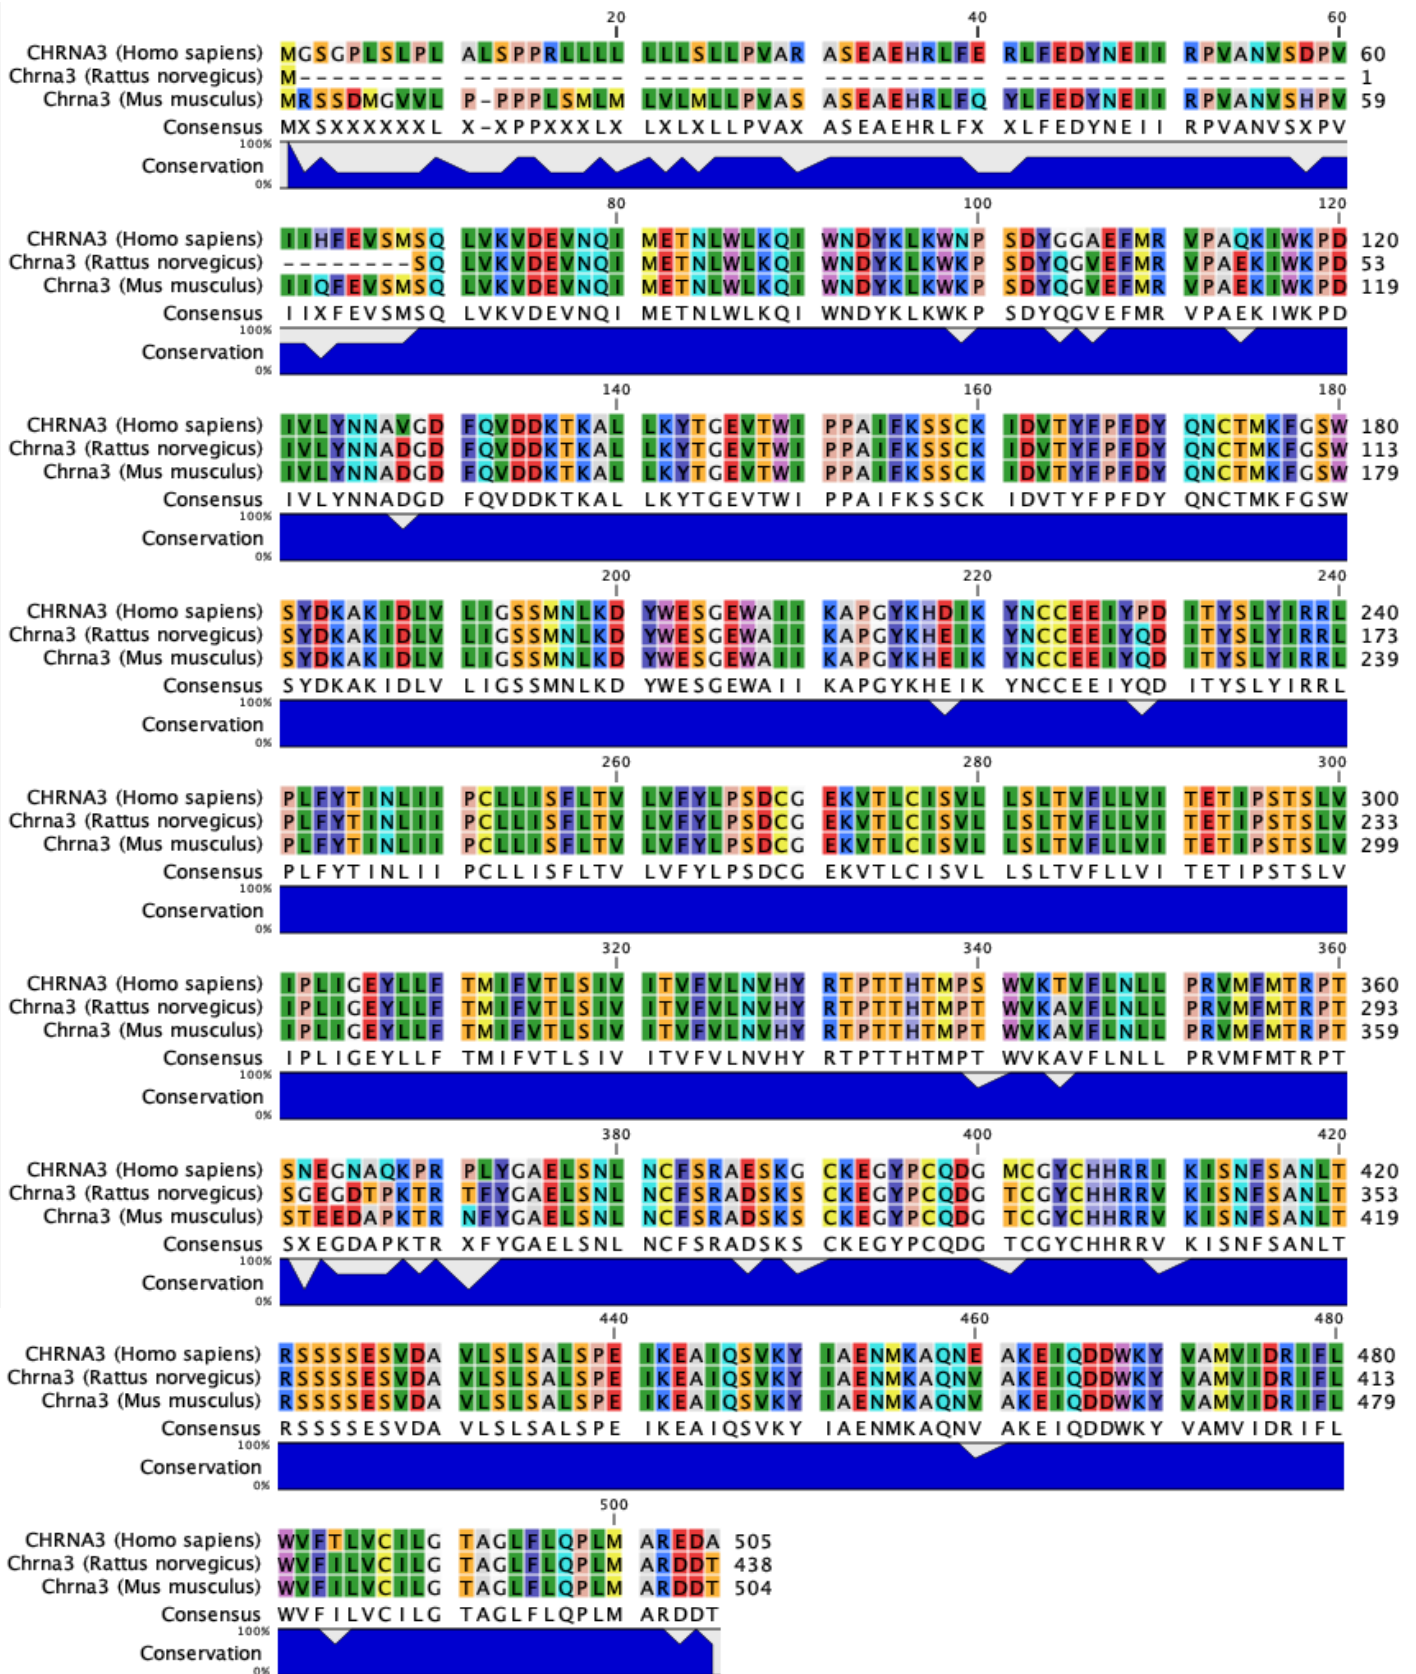 20 40 60
CHRNA3 (Homo sapiens) MGSGPLSLPL ALSPPRLLLL LLLSLLPVAR ASEAEHRLFE RLFEDYNEII RPVANVSDPV 60
Chrna3 (Rattus norvegicus) M--------- ---------- ---------- ---------- ---------- ---------- 1
Chrna3 (Mus musculus) MRSSDMGVVL P-PPPLSMLM LVLMLLPVAS ASEAEHRLFQ YLFEDYNEII RPVANVSHPV 59
Consensus MXSXXXXXXL X-XPPXXXLX LXLXLLPVAX ASEAEHRLFX XLFEDYNEII RPVANVSXPV
100%
Conservation
0%
80 100 120
CHRNA3 (Homo sapiens) IIHFEVSMSQ LVKVDEVNQI METNLWLKQI WNDYKLKWNP SDYGGAEFMR VPAQKIWKPD 120
Chrna3 (Rattus norvegicus) --------SQ LVKVDEVNQI METNLWLKQI WNDYKLKWKP SDYQGVEFMR VPAEKIWKPD 53
Chrna3 (Mus musculus) IIQFEVSMSQ LVKVDEVNQI METNLWLKQI WNDYKLKWKP SDYQGVEFMR VPAEKIWKPD 119
Consensus IIXFEVSMSQ LVKVDEVNQI METNLWLKQI WNDYKLKWKP SDYQGVEFMR VPAEKIWKPD
100%
Conservation
0%
140 160 180
CHRNA3 (Homo sapiens) IVLYNNAVGD FQVDDKTKAL LKYTGEVTWI PPAIFKSSCK IDVTYFPFDY QNCTMKFGSW 180
Chrna3 (Rattus norvegicus) IVLYNNADGD FQVDDKTKAL LKYTGEVTWI PPAIFKSSCK IDVTYFPFDY QNCTMKFGSW 113
Chrna3 (Mus musculus) IVLYNNADGD FQVDDKTKAL LKYTGEVTWI PPAIFKSSCK IDVTYFPFDY QNCTMKFGSW 179
Consensus IVLYNNADGD FQVDDKTKAL LKYTGEVTWI PPAIFKSSCK IDVTYFPFDY QNCTMKFGSW
100%
Conservation
0%
200 220 240
CHRNA3 (Homo sapiens) SYDKAKIDLV LIGSSMNLKD YWESGEWAII KAPGYKHDIK YNCCEEIYPD ITYSLYIRRL 240
Chrna3 (Rattus norvegicus) SYDKAKIDLV LIGSSMNLKD YWESGEWAII KAPGYKHEIK YNCCEEIYQD ITYSLYIRRL 173
Chrna3 (Mus musculus) SYDKAKIDLV LIGSSMNLKD YWESGEWAII KAPGYKHEIK YNCCEEIYQD ITYSLYIRRL 239
Consensus SYDKAKIDLV LIGSSMNLKD YWESGEWAII KAPGYKHEIK YNCCEEIYQD ITYSLYIRRL
100%
Conservation
0%
260 280 300
CHRNA3 (Homo sapiens) PLFYTINLII PCLLISFLTV LVFYLPSDCG EKVTLCISVL LSLTVFLLVI TETIPSTSLV 300
Chrna3 (Rattus norvegicus) PLFYTINLII PCLLISFLTV LVFYLPSDCG EKVTLCISVL LSLTVFLLVI TETIPSTSLV 233
Chrna3 (Mus musculus) PLFYTINLII PCLLISFLTV LVFYLPSDCG EKVTLCISVL LSLTVFLLVI TETIPSTSLV 299
Consensus PLFYTINLII PCLLISFLTV LVFYLPSDCG EKVTLCISVL LSLTVFLLVI TETIPSTSLV
100%
Conservation
0%
320 340 360
CHRNA3 (Homo sapiens) IPLIGEYLLF TMIFVTLSIV ITVFVLNVHY RTPTTHTMPS WVKTVFLNLL PRVMFMTRPT 360
Chrna3 (Rattus norvegicus) IPLIGEYLLF TMIFVTLSIV ITVFVLNVHY RTPTTHTMPT WVKAVFLNLL PRVMFMTRPT 293
Chrna3 (Mus musculus) IPLIGEYLLF TMIFVTLSIV ITVFVLNVHY RTPTTHTMPT WVKAVFLNLL PRVMFMTRPT 359
Consensus IPLIGEYLLF TMIFVTLSIV ITVFVLNVHY RTPTTHTMPT WVKAVFLNLL PRVMFMTRPT
100%
Conservation
0%
380 400 420
CHRNA3 (Homo sapiens) SNEGNAQKPR PLYGAELSNL NCFSRAESKG CKEGYPCQDG MCGYCHHRRI KISNFSANLT 420
Chrna3 (Rattus norvegicus) SGEGDTPKTR TFYGAELSNL NCFSRADSKS CKEGYPCQDG TCGYCHHRRV KISNFSANLT 353
Chrna3 (Mus musculus) STEEDAPKTR NFYGAELSNL NCFSRADSKS CKEGYPCQDG TCGYCHHRRV KISNFSANLT 419
Consensus SXEGDAPKTR XFYGAELSNL NCFSRADSKS CKEGYPCQDG TCGYCHHRRV KISNFSANLT
100%
Conservation
0%
440 460 480
CHRNA3 (Homo sapiens) RSSSSESVDA VLSLSALSPE IKEAIQSVKY IAENMKAQNE AKEIQDDWKY VAMVIDRIFL 480
Chrna3 (Rattus norvegicus) RSSSSESVDA VLSLSALSPE IKEAIQSVKY IAENMKAQNV AKEIQDDWKY VAMVIDRIFL 413
Chrna3 (Mus musculus) RSSSSESVDA VLSLSALSPE IKEAIQSVKY IAENMKAQNV AKEIQDDWKY VAMVIDRIFL 479
Consensus RSSSSESVDA VLSLSALSPE IKEAIQSVKY IAENMKAQNV AKEIQDDWKY VAMVIDRIFL
100%
Conservation
0%
500
CHRNA3 (Homo sapiens) WVFTLVCILG TAGLFLQPLM AREDA 505
Chrna3 (Rattus norvegicus) WVFILVCILG TAGLFLQPLM ARDDT 438
Chrna3 (Mus musculus) WVFILVCILG TAGLFLQPLM ARDDT 504
Consensus WVFILVCILG TAGLFLQPLM ARDDT
100%
Conservation
0%